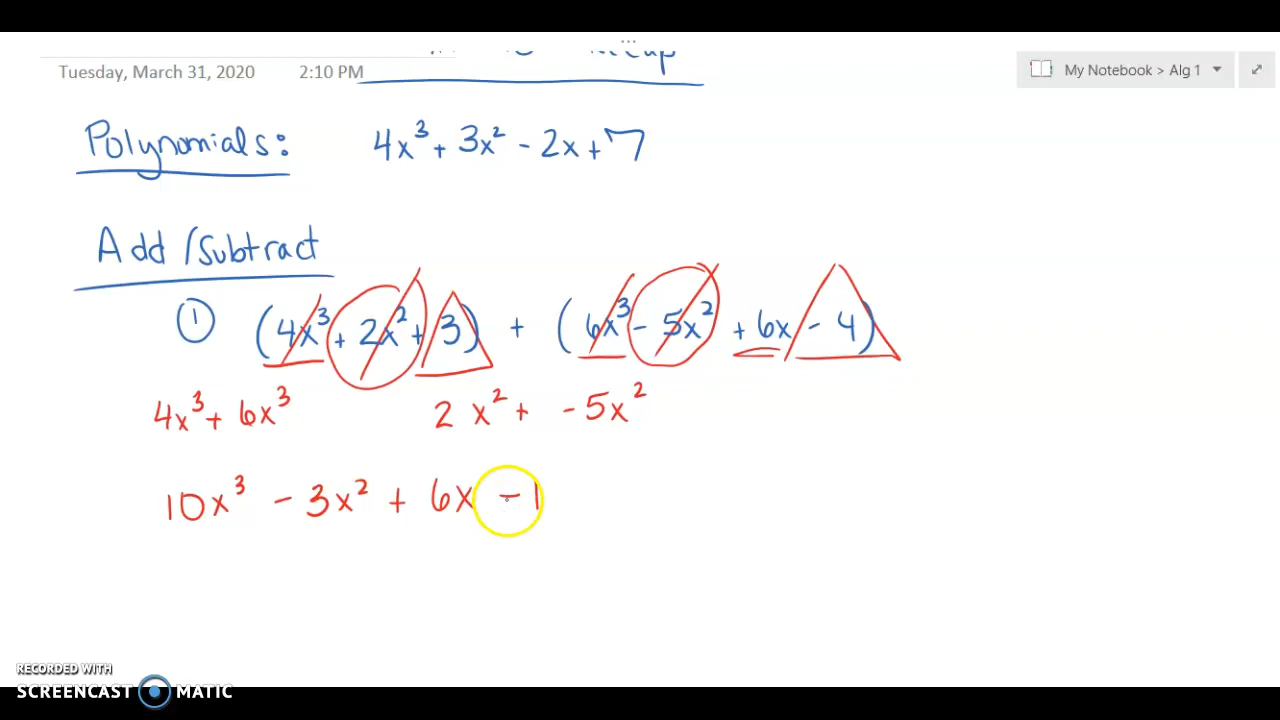 Tuesday, March 31, 2020 2:10 PM
My Notebook > Alg 1
Polynomials: 4x³ + 3x² - 2x + 7
Add/Subtract
① (4x³ + 2x² + 3) + (6x³ - 5x² + 6x - 4)
4x³ + 6x³ 2x² + -5x²
10x³ - 3x² + 6x - 1
RECORDED WITH
SCREENCAST MATIC